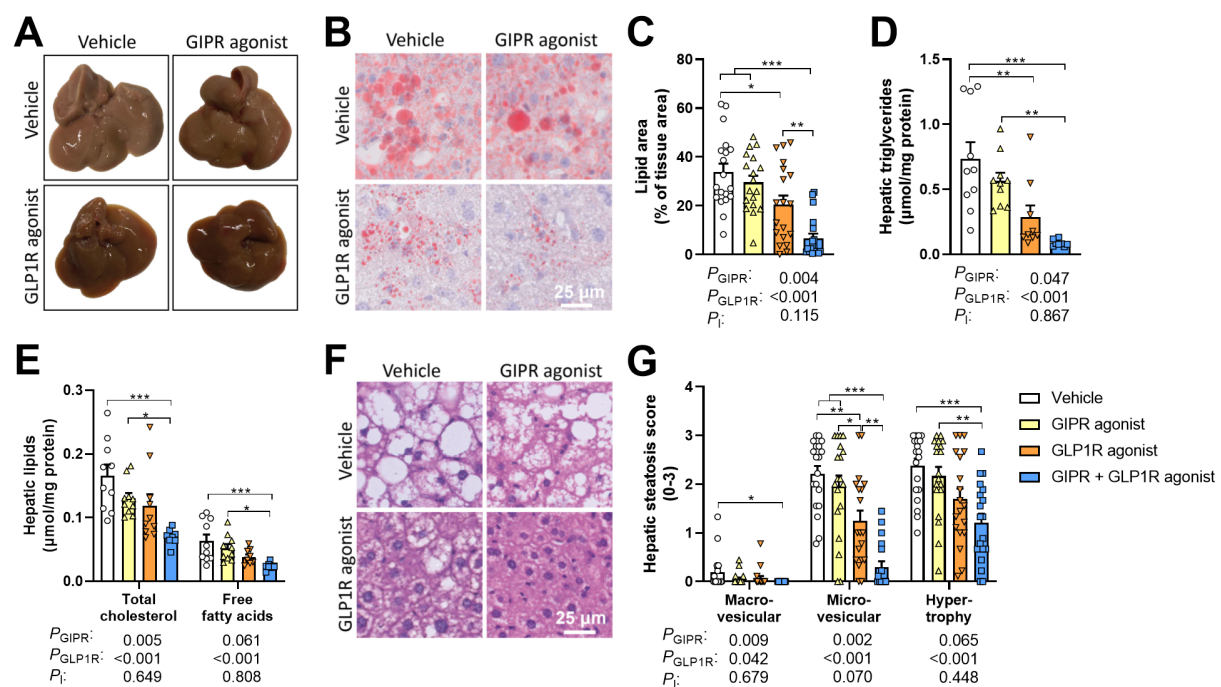 A
Vehicle GIPR agonist
Vehicle
GLP1R agonist
B
Vehicle GIPR agonist
Vehicle
GLP1R agonist
25 µm
C
Lipid area
(% of tissue area)
80
60
40
20
0
***
*
**
PGIPR: 0.004
PGLP1R: <0.001
PI: 0.115
D
Hepatic triglycerides
(µmol/mg protein)
1.5
1.0
0.5
0.0
***
**
**
PGIPR: 0.047
PGLP1R: <0.001
PI: 0.867
E
Hepatic lipids
(µmol/mg protein)
0.3
0.2
0.1
0.0
***
*
***
*
Total
cholesterol
Free
fatty acids
PGIPR: 0.005 0.061
PGLP1R: <0.001 <0.001
PI: 0.649 0.808
F
Vehicle GIPR agonist
Vehicle
GLP1R agonist
25 µm
G
Hepatic steatosis score
(0-3)
4
3
2
1
0
*
***
**
*
**
***
**
Macro-
vesicular
Micro-
vesicular
Hyper-
trophy
PGIPR: 0.009 0.002 0.065
PGLP1R: 0.042 <0.001 <0.001
PI: 0.679 0.070 0.448
Vehicle
GIPR agonist
GLP1R agonist
GIPR + GLP1R agonist